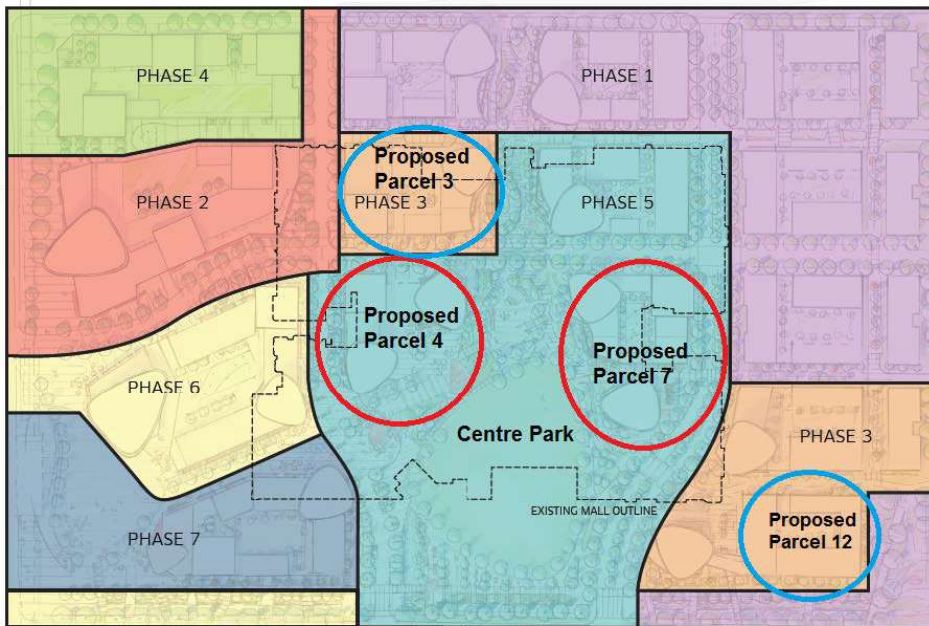 PHASE 4
PHASE 1
PHASE 2
Proposed
Parcel 3
PHASE 3
PHASE 5
Proposed
Parcel 4
Proposed
Parcel 7
PHASE 6
Centre Park
PHASE 3
EXISTING MALL OUTLINE
Proposed
Parcel 12
PHASE 7